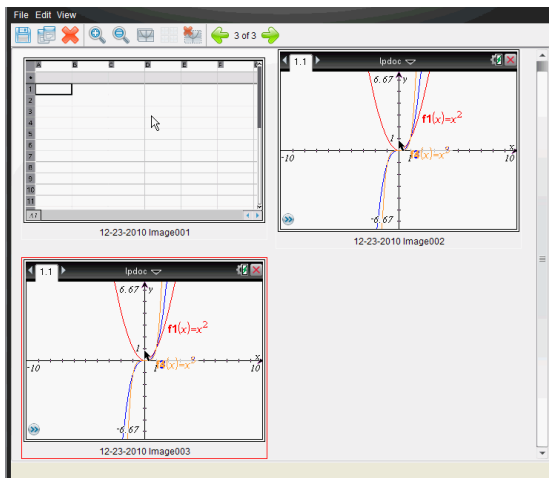 File Edit View
3 of 3
A B C D E F
1
2
3
4
5
6
7
8
9
10
11
12-23-2010 Image001
1.1 lpdoc
6.67 y
f1(x)=x²
1
x
-10 1 10
-6.67
12-23-2010 Image002
1.1 lpdoc
6.67 y
f1(x)=x²
1
x
-10 10
-6.67
12-23-2010 Image003